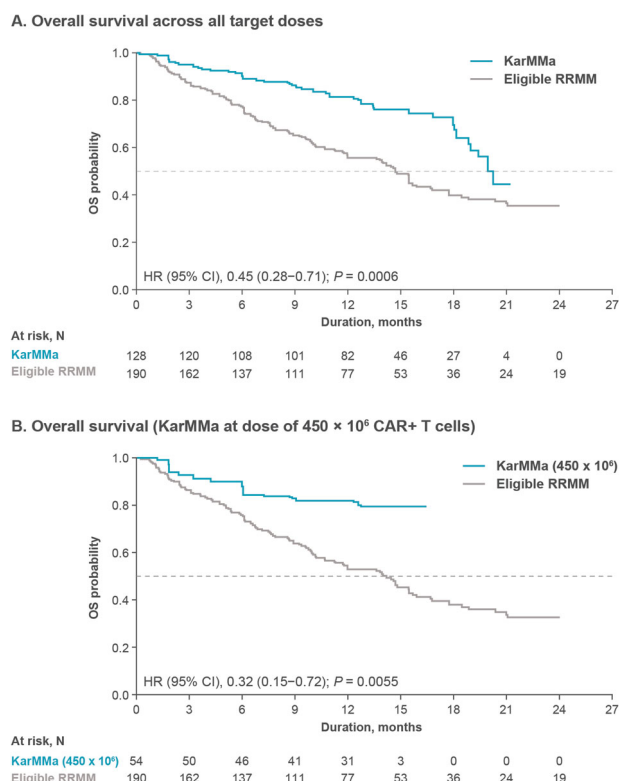 A. Overall survival across all target doses
KarMMa
Eligible RRMM
OS probability
1.0
0.8
0.6
0.4
0.2
0.0
HR (95% CI), 0.45 (0.28–0.71); P = 0.0006
0 3 6 9 12 15 18 21 24 27
Duration, months
At risk, N
KarMMa 128 120 108 101 82 46 27 4 0
Eligible RRMM 190 162 137 111 77 53 36 24 19
B. Overall survival (KarMMa at dose of 450 × 10⁶ CAR+ T cells)
KarMMa (450 x 10⁶)
Eligible RRMM
OS probability
1.0
0.8
0.6
0.4
0.2
0.0
HR (95% CI), 0.32 (0.15–0.72); P = 0.0055
0 3 6 9 12 15 18 21 24 27
Duration, months
At risk, N
KarMMa (450 x 10⁶) 54 50 46 41 31 3 0 0 0
Eligible RRMM 190 162 137 111 77 53 36 24 19